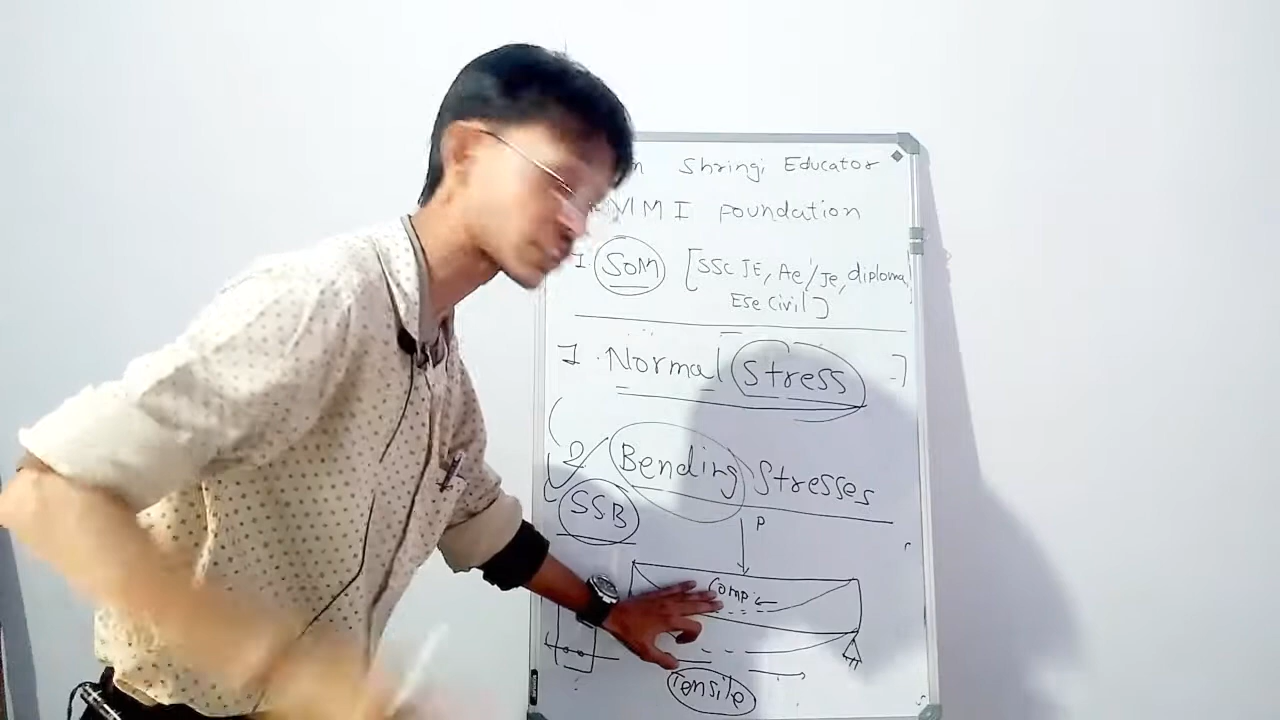 Shringi Educator
NIMI foundation
I SOM [SSC JE, Ae/Je, diploma,
Ese Civil]
I. Normal Stress ]
2 Bending Stresses
SSB
P
Comp
Tensile